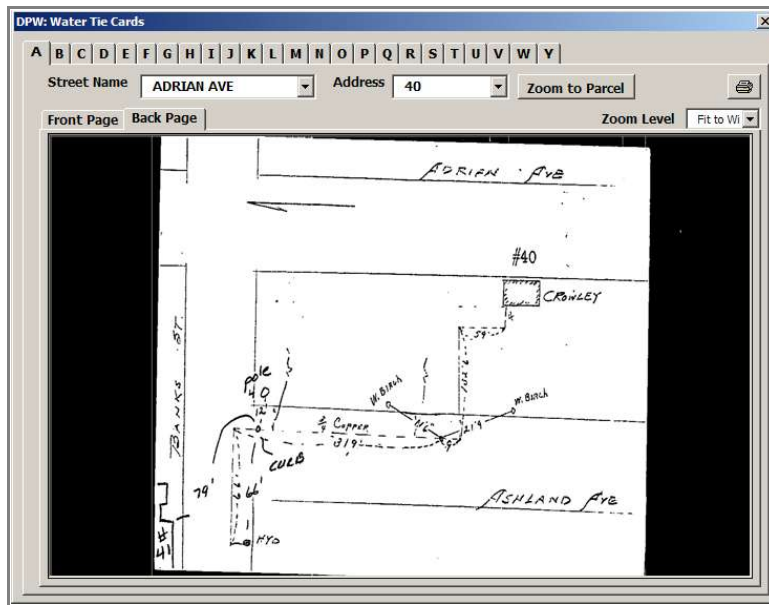 DPW: Water Tie Cards
A B C D E F G H I J K L M N O P Q R S T U V W Y
Street Name ADRIAN AVE Address 40 Zoom to Parcel
Front Page Back Page Zoom Level Fit to Wi
ADRIAN AVE
#40
CROWLEY
59'
BANKS ST.
pole
40
12'
W. BIRCH
W. BIRCH
3/4 COPPER
319'
21'9
CURB
79'
66'
ASHLAND AVE
HYD
#41